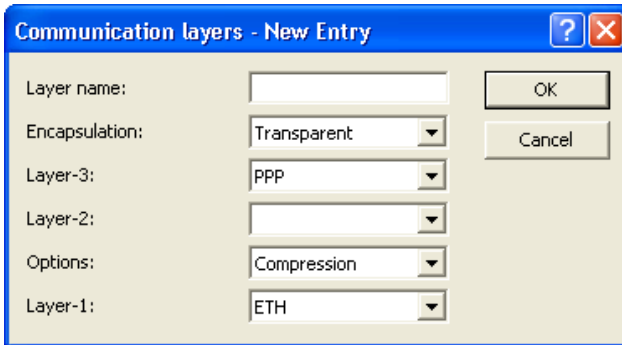 Communication layers - New Entry
Layer name:
OK
Encapsulation: Transparent
Cancel
Layer-3: PPP
Layer-2:
Options: Compression
Layer-1: ETH